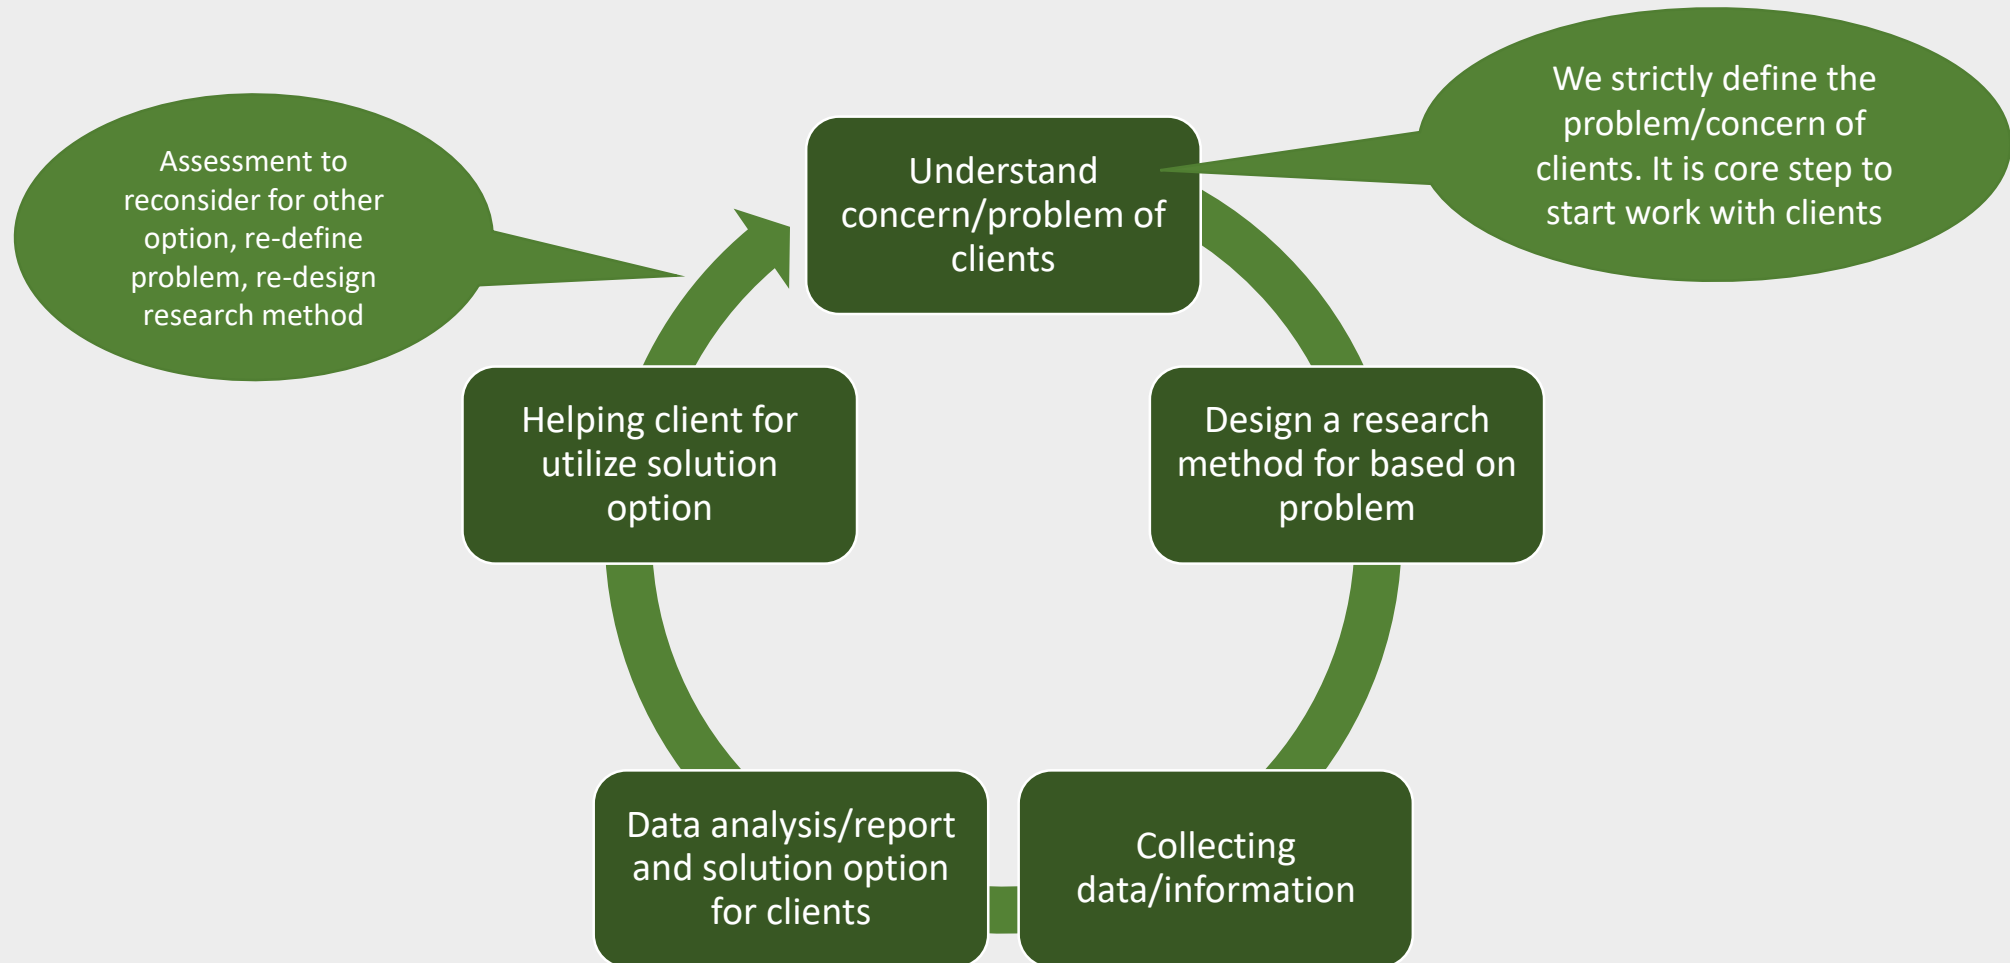 Assessment to
reconsider for other
option, re-define
problem, re-design
research method
Understand
concern/problem of
clients
We strictly define the
problem/concern of
clients. It is core step to
start work with clients
Helping client for
utilize solution
option
Design a research
method for based on
problem
Data analysis/report
and solution option
for clients
Collecting
data/information